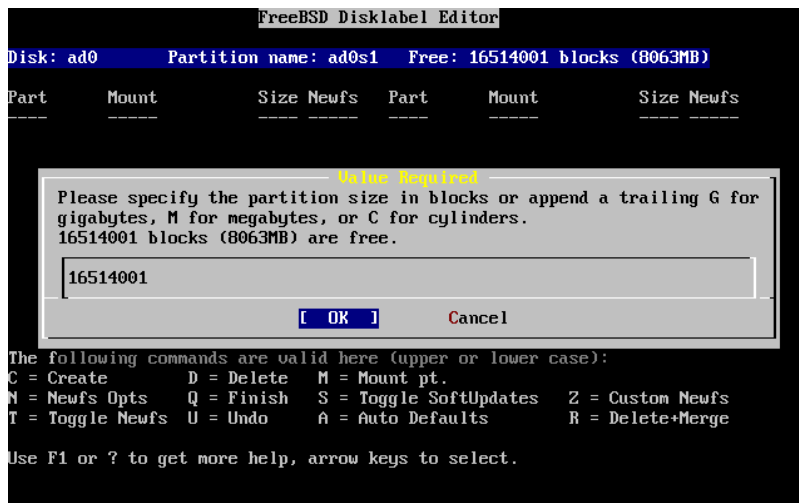 FreeBSD Disklabel Editor
Disk: ad0 Partition name: ad0s1 Free: 16514001 blocks (8063MB)
Part Mount Size Newfs Part Mount Size Newfs
---- ----- ---- ----- ---- ----- ---- -----
Value Required
Please specify the partition size in blocks or append a trailing G for
gigabytes, M for megabytes, or C for cylinders.
16514001 blocks (8063MB) are free.
16514001
[ OK ] Cancel
The following commands are valid here (upper or lower case):
C = Create D = Delete M = Mount pt.
N = Newfs Opts Q = Finish S = Toggle SoftUpdates Z = Custom Newfs
T = Toggle Newfs U = Undo A = Auto Defaults R = Delete+Merge
Use F1 or ? to get more help, arrow keys to select.